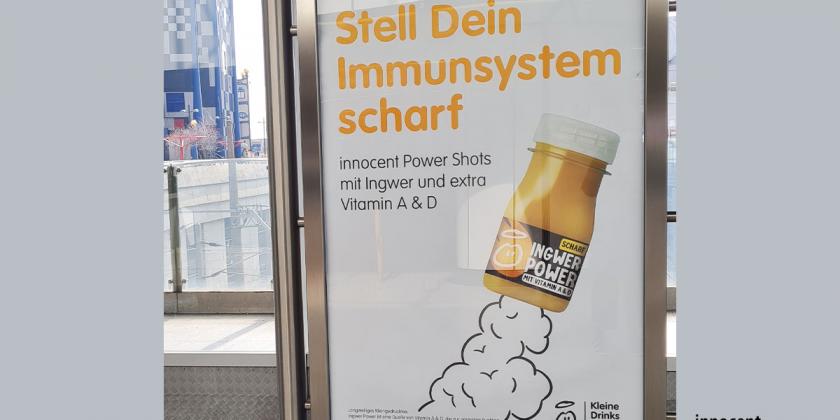 Stell Dein
Immunsystem
scharf
innocent Power Shots
mit Ingwer und extra
Vitamin A & D
SCHARF
INGWER
POWER
MIT VITAMIN A & D
Kleine
Drinks
innocent